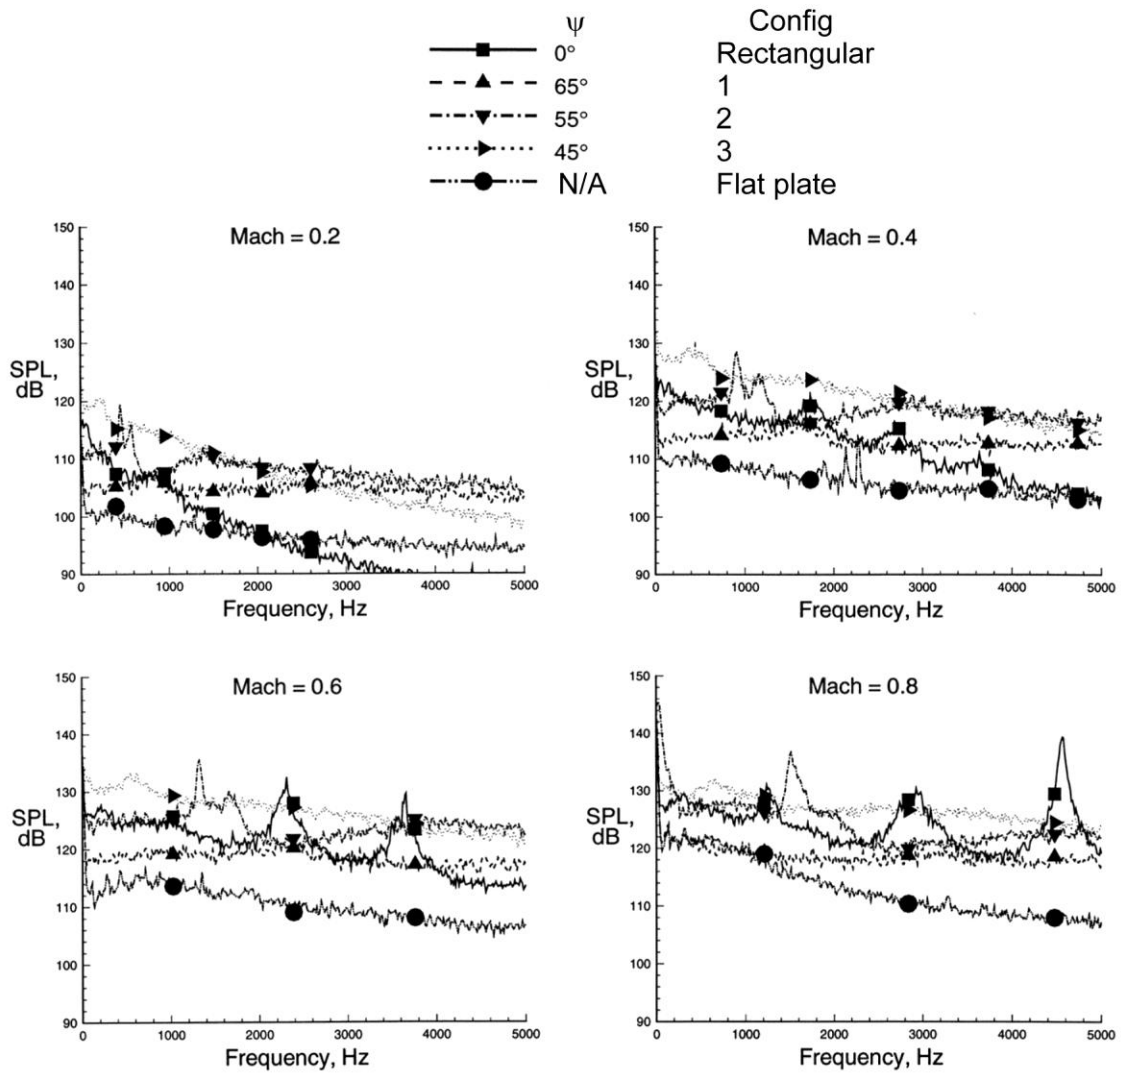 ψ Config
0° Rectangular
65° 1
55° 2
45° 3
N/A Flat plate
Mach = 0.2
150
140
130
SPL,
dB
120
110
100
90
0 1000 2000 3000 4000 5000
Frequency, Hz
Mach = 0.4
150
140
130
SPL,
dB
120
110
100
90
0 1000 2000 3000 4000 5000
Frequency, Hz
Mach = 0.6
150
140
130
SPL,
dB
120
110
100
90
0 1000 2000 3000 4000 5000
Frequency, Hz
Mach = 0.8
150
140
130
SPL,
dB
120
110
100
90
0 1000 2000 3000 4000 5000
Frequency, Hz